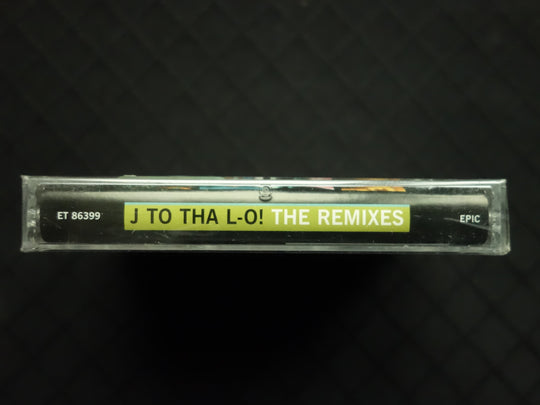 ET 86399 J TO THA L-O! THE REMIXES EPIC